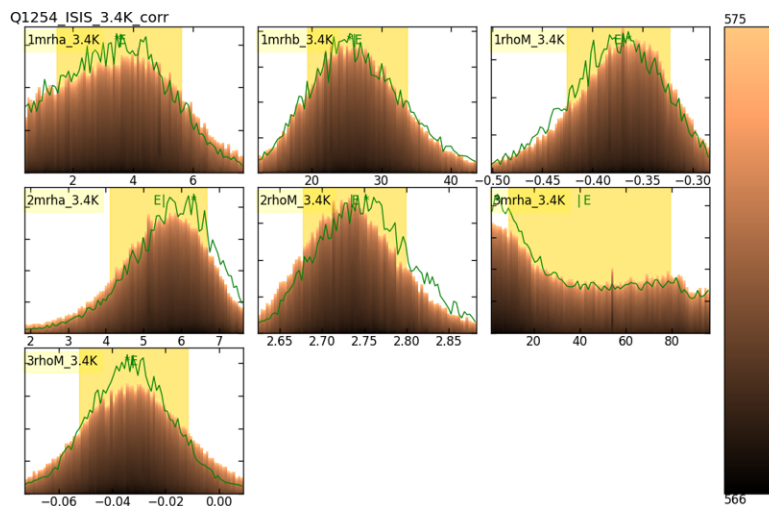 Q1254_ISIS_3.4K_corr
575
1mrha_3.4K
1mrhb_3.4K *E
1rhoM_3.4K
2 4 6
20 30 40
−0.50 −0.45 −0.40 −0.35 −0.30
2mrha_3.4K E|
2rhoM_3.4K
3mrha_3.4K |E
2 3 4 5 6 7
2.65 2.70 2.75 2.80 2.85
20 40 60 80
3rhoM_3.4K *E
−0.06 −0.04 −0.02 0.00
566